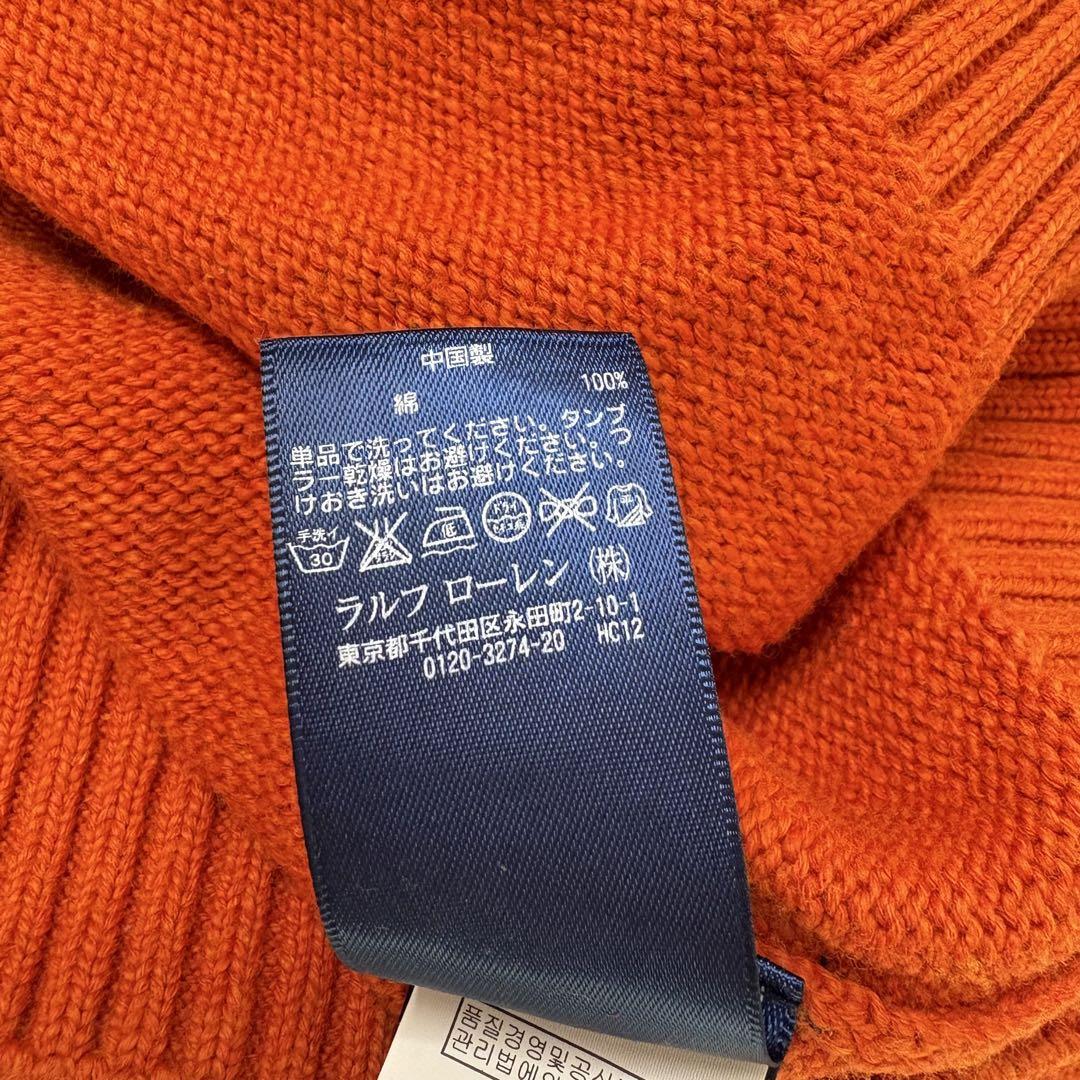 中国製
綿 100%
単品で洗ってください。タンブ
ラー乾燥はお避けください。つ
けおき洗いはお避けください。
手洗イ 30 ドライ
ラルフ ローレン (株)
東京都千代田区永田町2-10-1
0120-3274-20 HC12
품질경영및공
관리법에